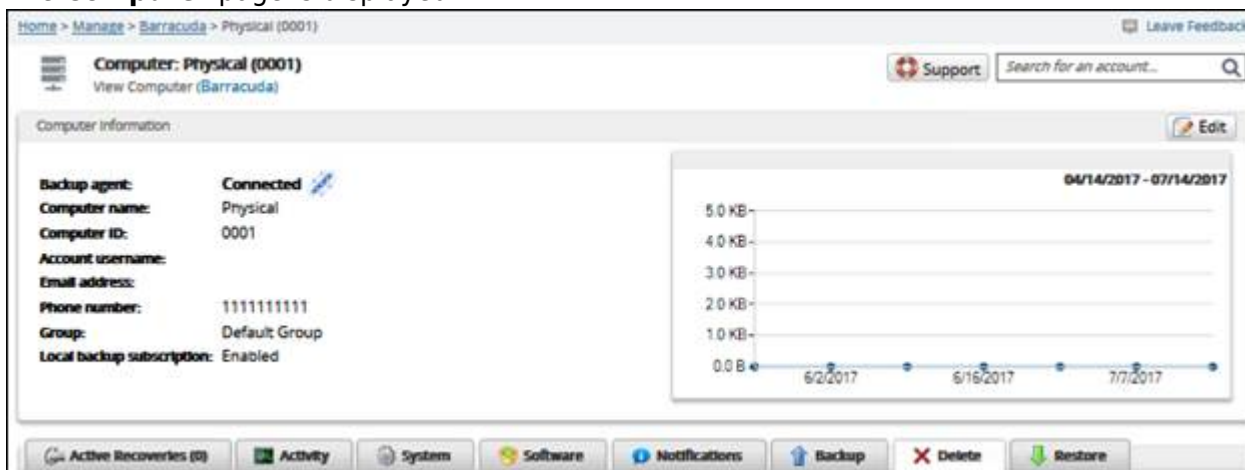 Home > Manage > Barracuda > Physical (0001)
Leave Feedback
Computer: Physical (0001)
View Computer (Barracuda)
Support
Search for an account...
Computer Information
Edit
Backup agent: Connected
Computer name: Physical
Computer ID: 0001
Account username:
Email address:
Phone number: 1111111111
Group: Default Group
Local backup subscription: Enabled
04/14/2017 - 07/14/2017
5.0 KB
4.0 KB
3.0 KB
2.0 KB
1.0 KB
0.0 B
6/2/2017 6/16/2017 7/7/2017
Active Recoveries (0) Activity System Software Notifications Backup Delete Restore